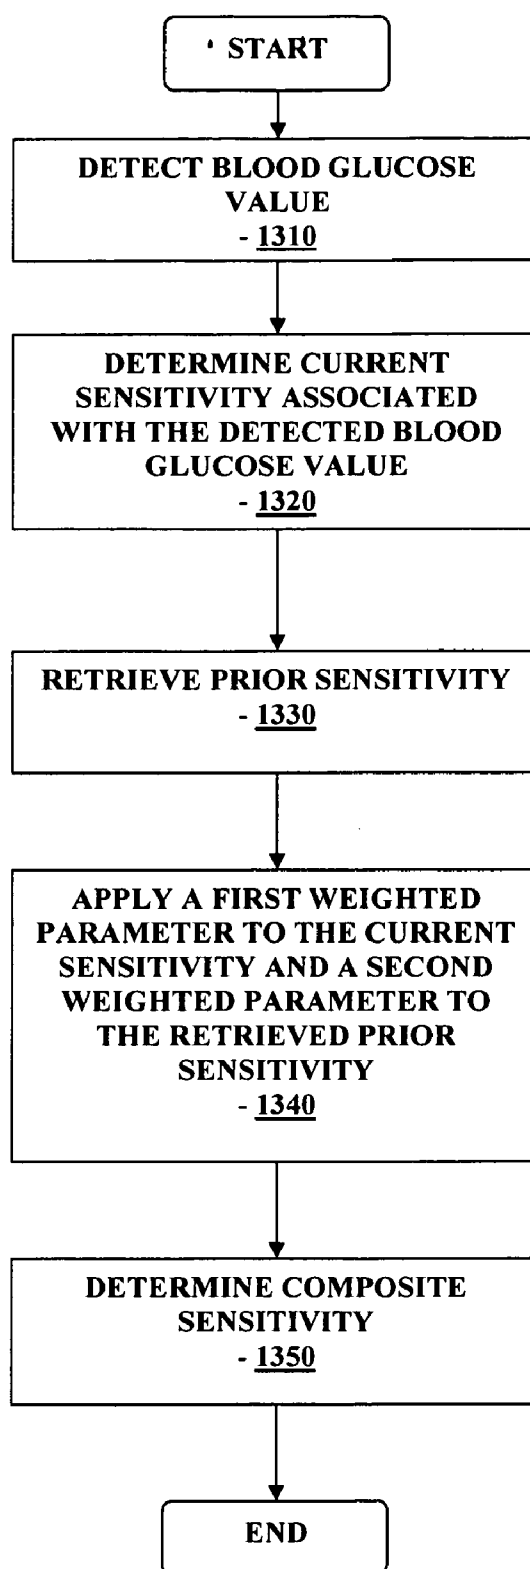 START
DETECT BLOOD GLUCOSE
VALUE
- 1310
DETERMINE CURRENT
SENSITIVITY ASSOCIATED
WITH THE DETECTED BLOOD
GLUCOSE VALUE
- 1320
RETRIEVE PRIOR SENSITIVITY
- 1330
APPLY A FIRST WEIGHTED
PARAMETER TO THE CURRENT
SENSITIVITY AND A SECOND
WEIGHTED PARAMETER TO
THE RETRIEVED PRIOR
SENSITIVITY
- 1340
DETERMINE COMPOSITE
SENSITIVITY
- 1350
END